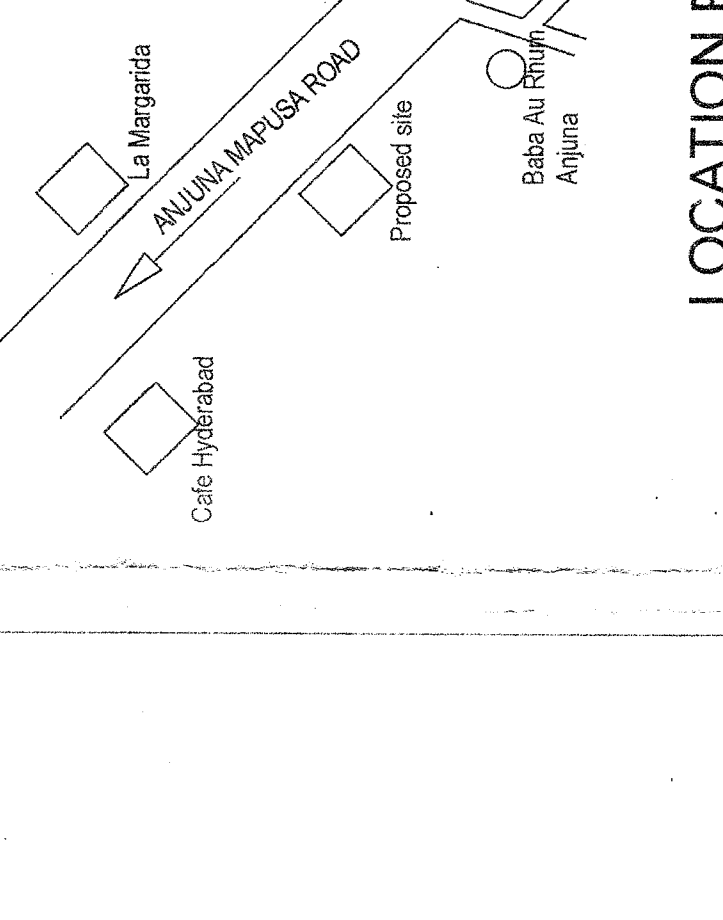 La Margarida
ANJUNA MAPUSA ROAD
Cafe Hyderabad
Proposed site
Baba Au Rhum
Anjuna
LOCATION